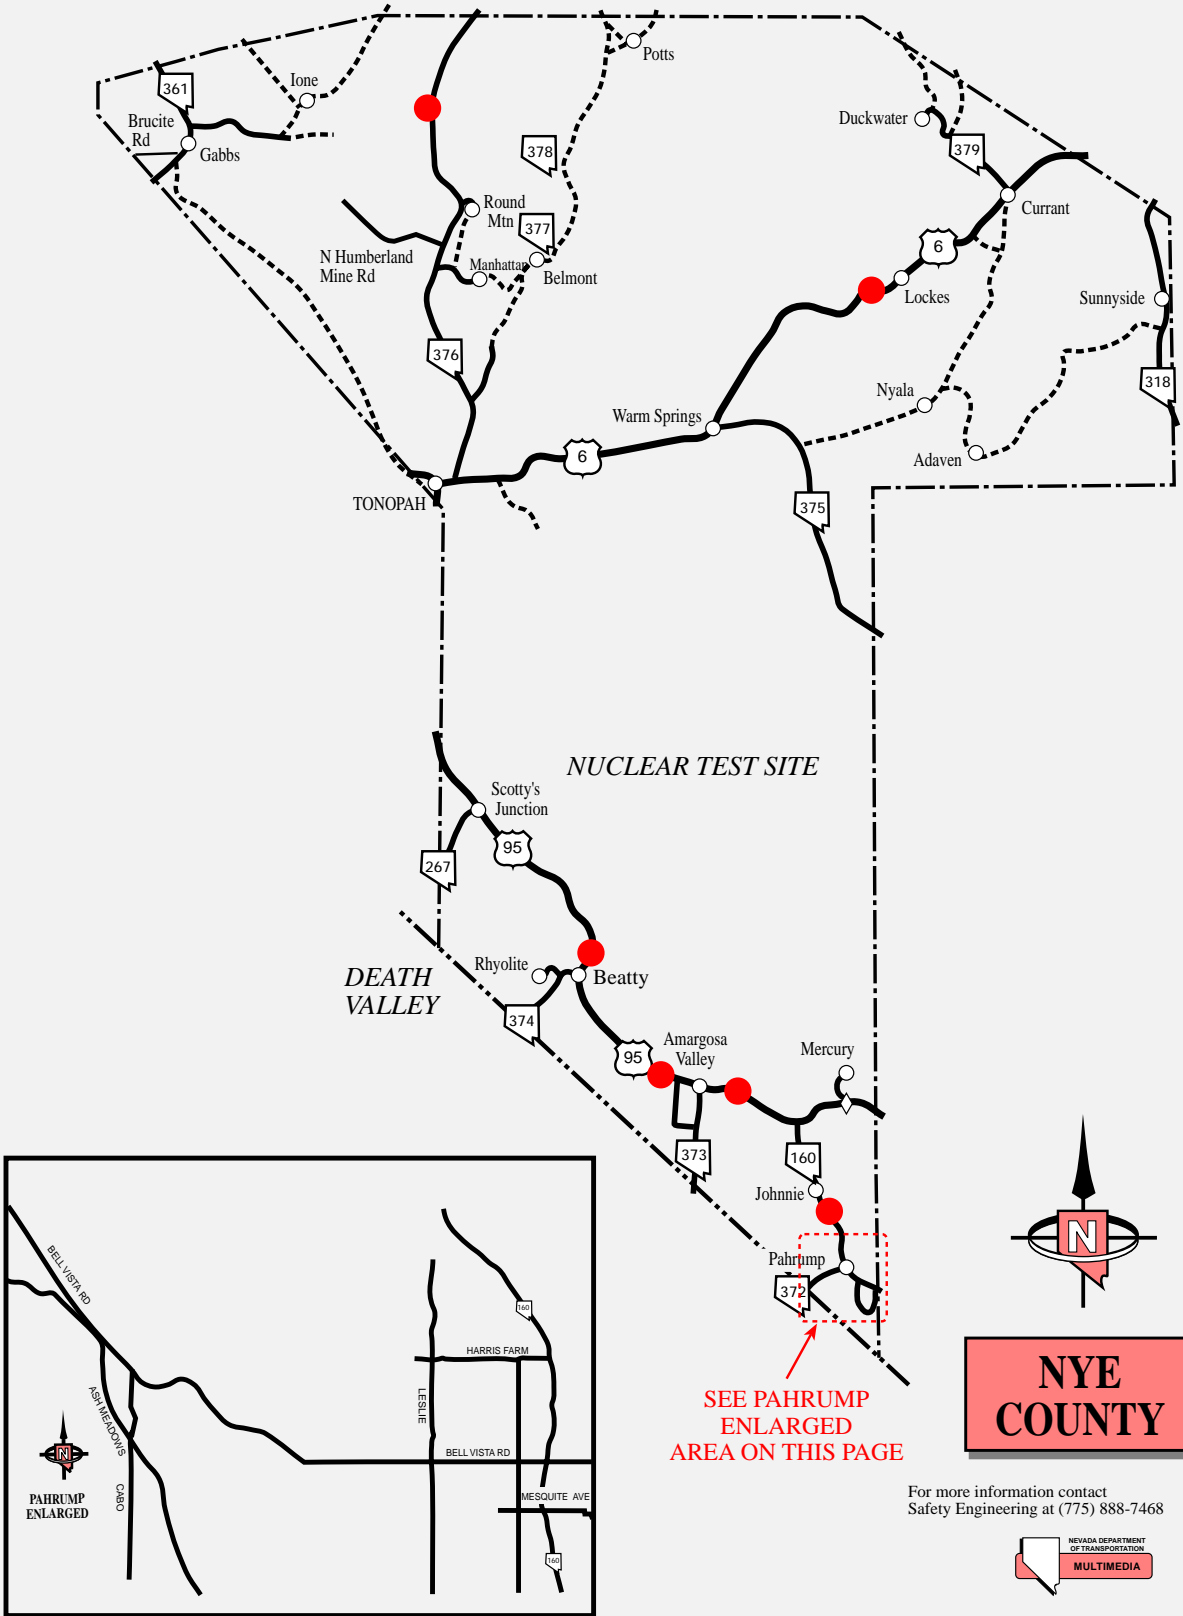 Potts
361
Ione
Brucite
Rd
Gabbs
Duckwater
378
379
Round
Mtn
Currant
377
6
N Humberland
Mine Rd
Manhattan
Belmont
Lockes
Sunnyside
376
318
Nyala
Warm Springs
6
Adaven
TONOPAH
375
NUCLEAR TEST SITE
Scotty's
Junction
95
267
Rhyolite
Beatty
DEATH
VALLEY
374
Amargosa
Valley
95
Mercury
373
160
Johnnie
Pahrump
372
SEE PAHRUMP
ENLARGED
AREA ON THIS PAGE
N
NYE
COUNTY
For more information contact
Safety Engineering at (775) 888-7468
NEVADA DEPARTMENT
OF TRANSPORTATION
MULTIMEDIA
BELL VISTA RD
160
HARRIS FARM
ASH MEADOWS
LESLIE
BELL VISTA RD
N
CABO
PAHRUMP
ENLARGED
MESQUITE AVE
160